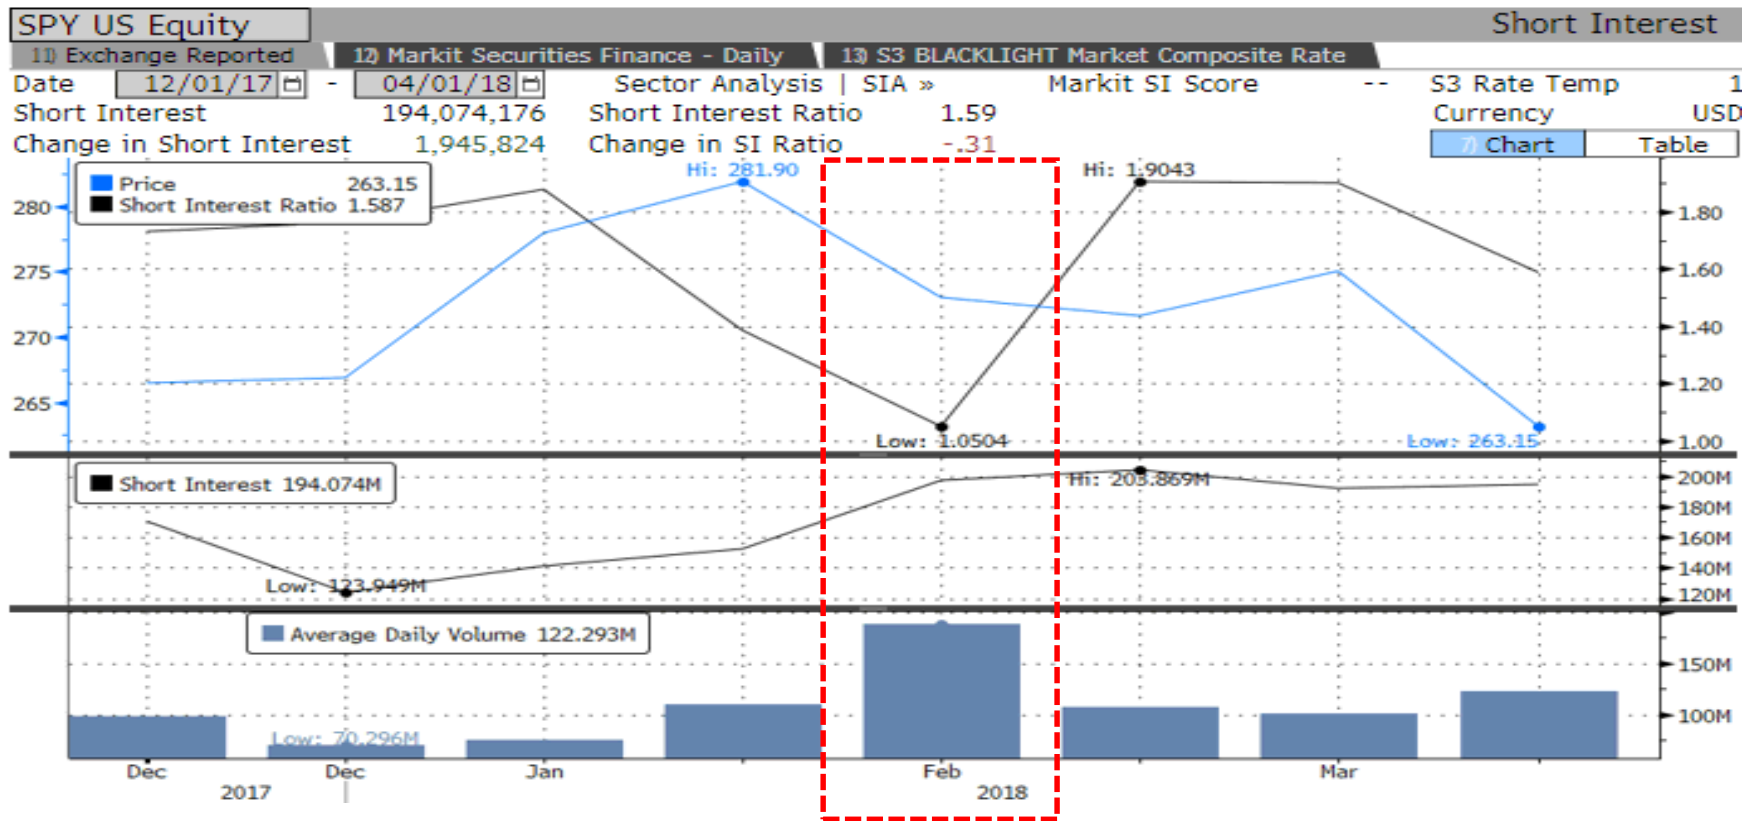 SPY US Equity Short Interest
11) Exchange Reported 12) Markit Securities Finance - Daily 13) S3 BLACKLIGHT Market Composite Rate
Date 12/01/17 - 04/01/18 Sector Analysis | SIA » Markit SI Score -- S3 Rate Temp 1
Short Interest 194,074,176 Short Interest Ratio 1.59 Currency USD
Change in Short Interest 1,945,824 Change in SI Ratio -.31 7) Chart Table
Price 263.15
Short Interest Ratio 1.587
Hi: 281.90
Hi: 1.9043
280
275
270
265
1.80
1.60
1.40
1.20
1.00
Low: 1.0504
Low: 263.15
Short Interest 194.074M
Hi: 203.869M
Low: 123.949M
200M
180M
160M
140M
120M
Average Daily Volume 122.293M
Low: 70.296M
150M
100M
Dec Dec Jan Feb Mar
2017 2018